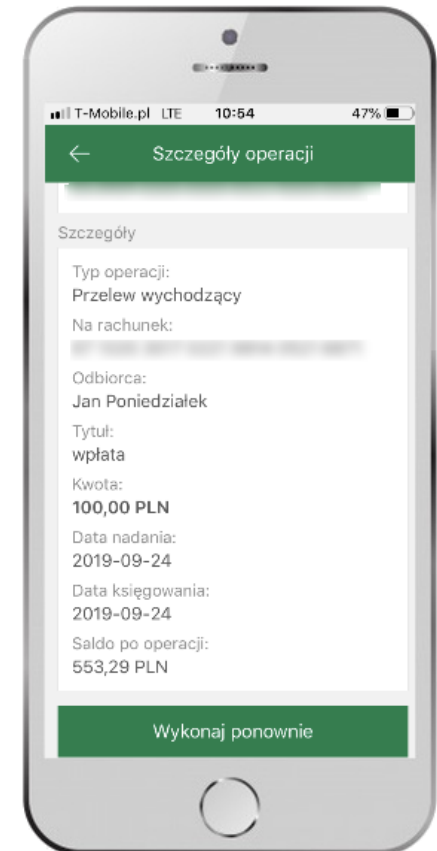 T-Mobile.pl LTE 10:54 47%
Szczegóły operacji
Szczegóły
Typ operacji:
Przelew wychodzący
Na rachunek:
Odbiorca:
Jan Poniedziałek
Tytuł:
wpłata
Kwota:
100,00 PLN
Data nadania:
2019-09-24
Data księgowania:
2019-09-24
Saldo po operacji:
553,29 PLN
Wykonaj ponownie